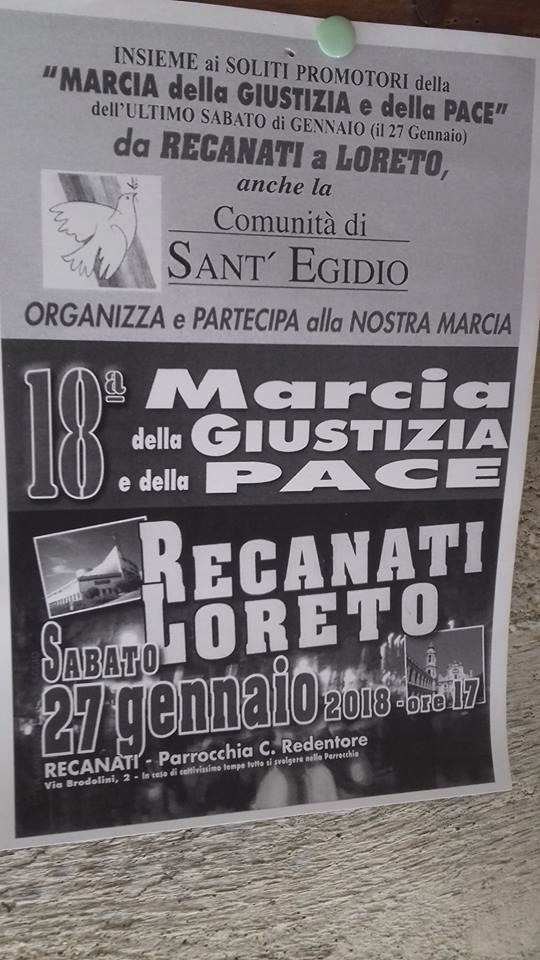 INSIEME ai SOLITI PROMOTORI della
"MARCIA della GIUSTIZIA e della PACE"
dell'ULTIMO SABATO di GENNAIO (il 27 Gennaio)
da RECANATI a LORETO,
anche la
Comunità di
SANT´ EGIDIO
ORGANIZZA e PARTECIPA alla NOSTRA MARCIA
18ª Marcia
della GIUSTIZIA
e della PACE
RECANATI
LORETO
SABATO
27 gennaio 2018 - ore 17
RECANATI - Parrocchia C. Redentore
Via Brodolini, 2 - In caso di cattivissimo tempo tutto si svolgerà nella Parrocchia